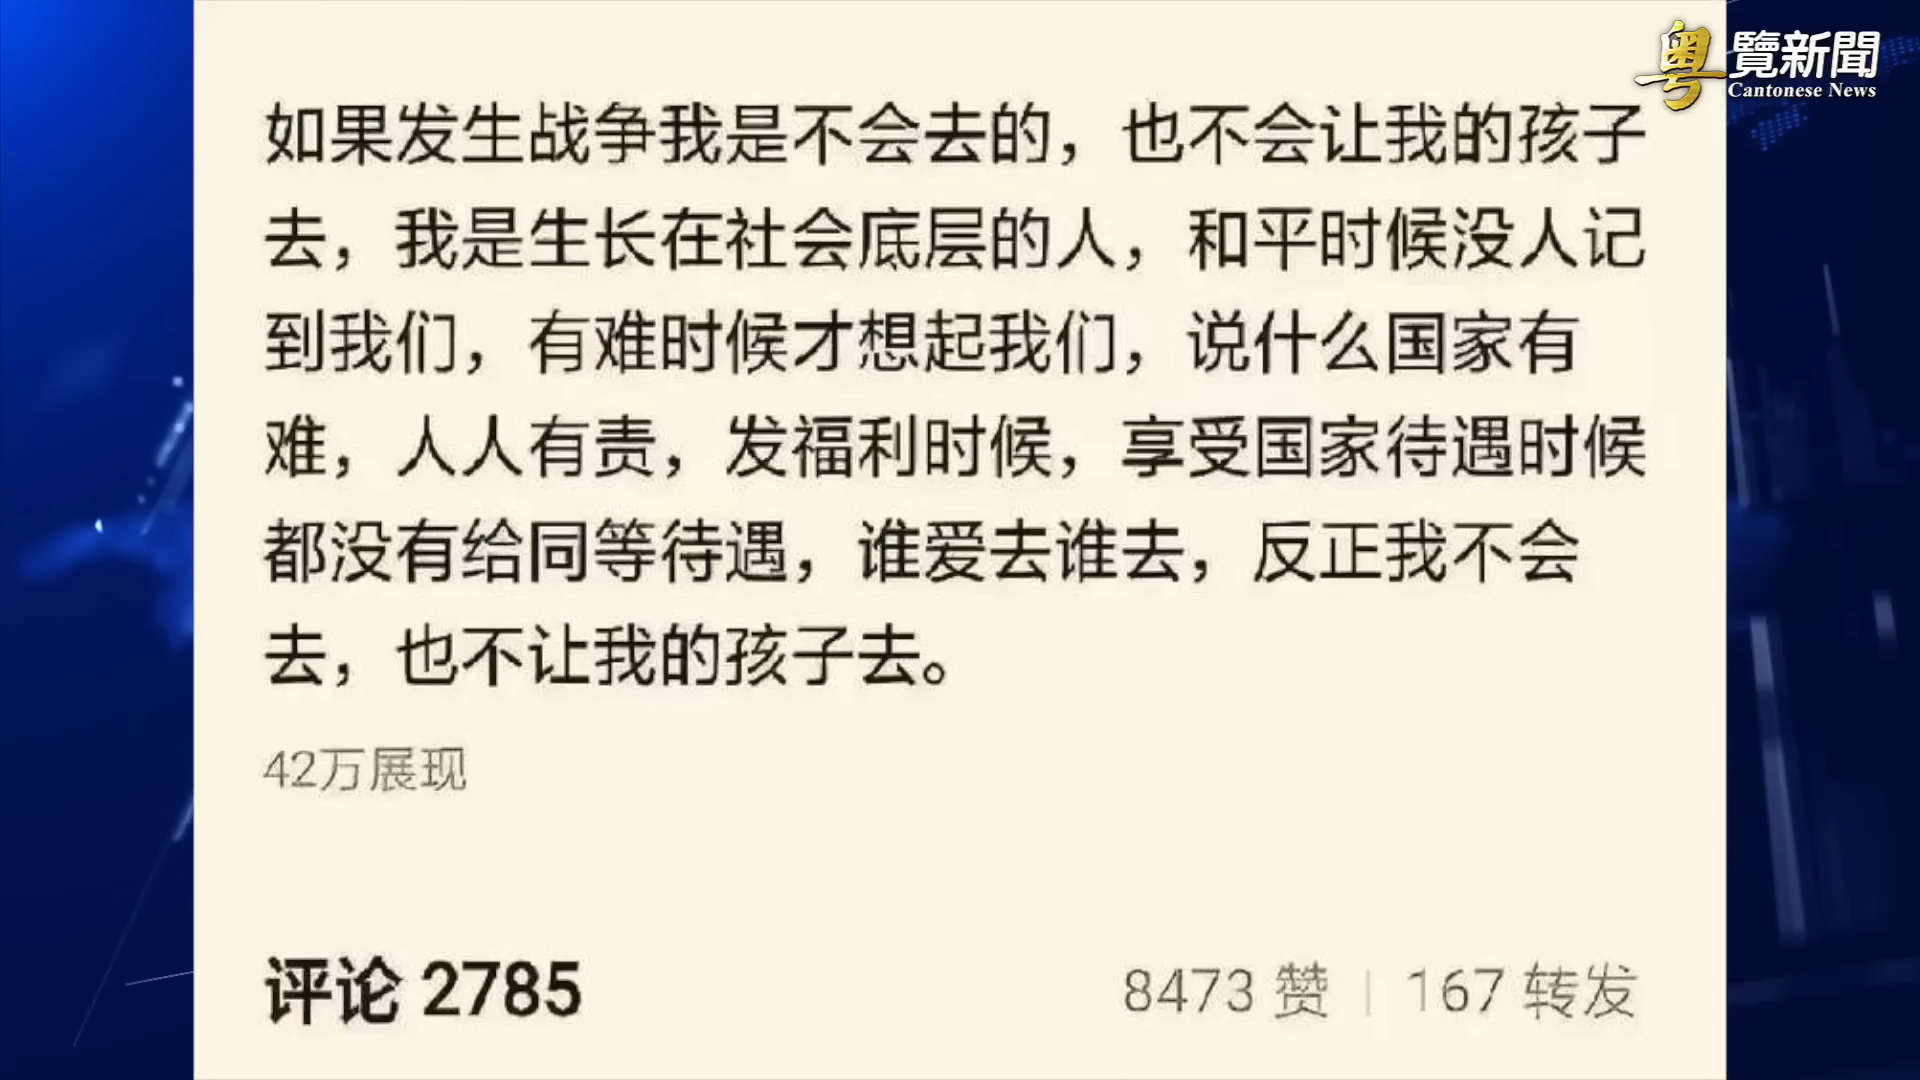 粤覽新聞
Cantonese News
如果发生战争我是不会去的，也不会让我的孩子
去，我是生长在社会底层的人，和平时候没人记
到我们，有难时候才想起我们，说什么国家有
难，人人有责，发福利时候，享受国家待遇时候
都没有给同等待遇，谁爱去谁去，反正我不会
去，也不让我的孩子去。
42万展现
评论 2785
8473 赞 | 167 转发